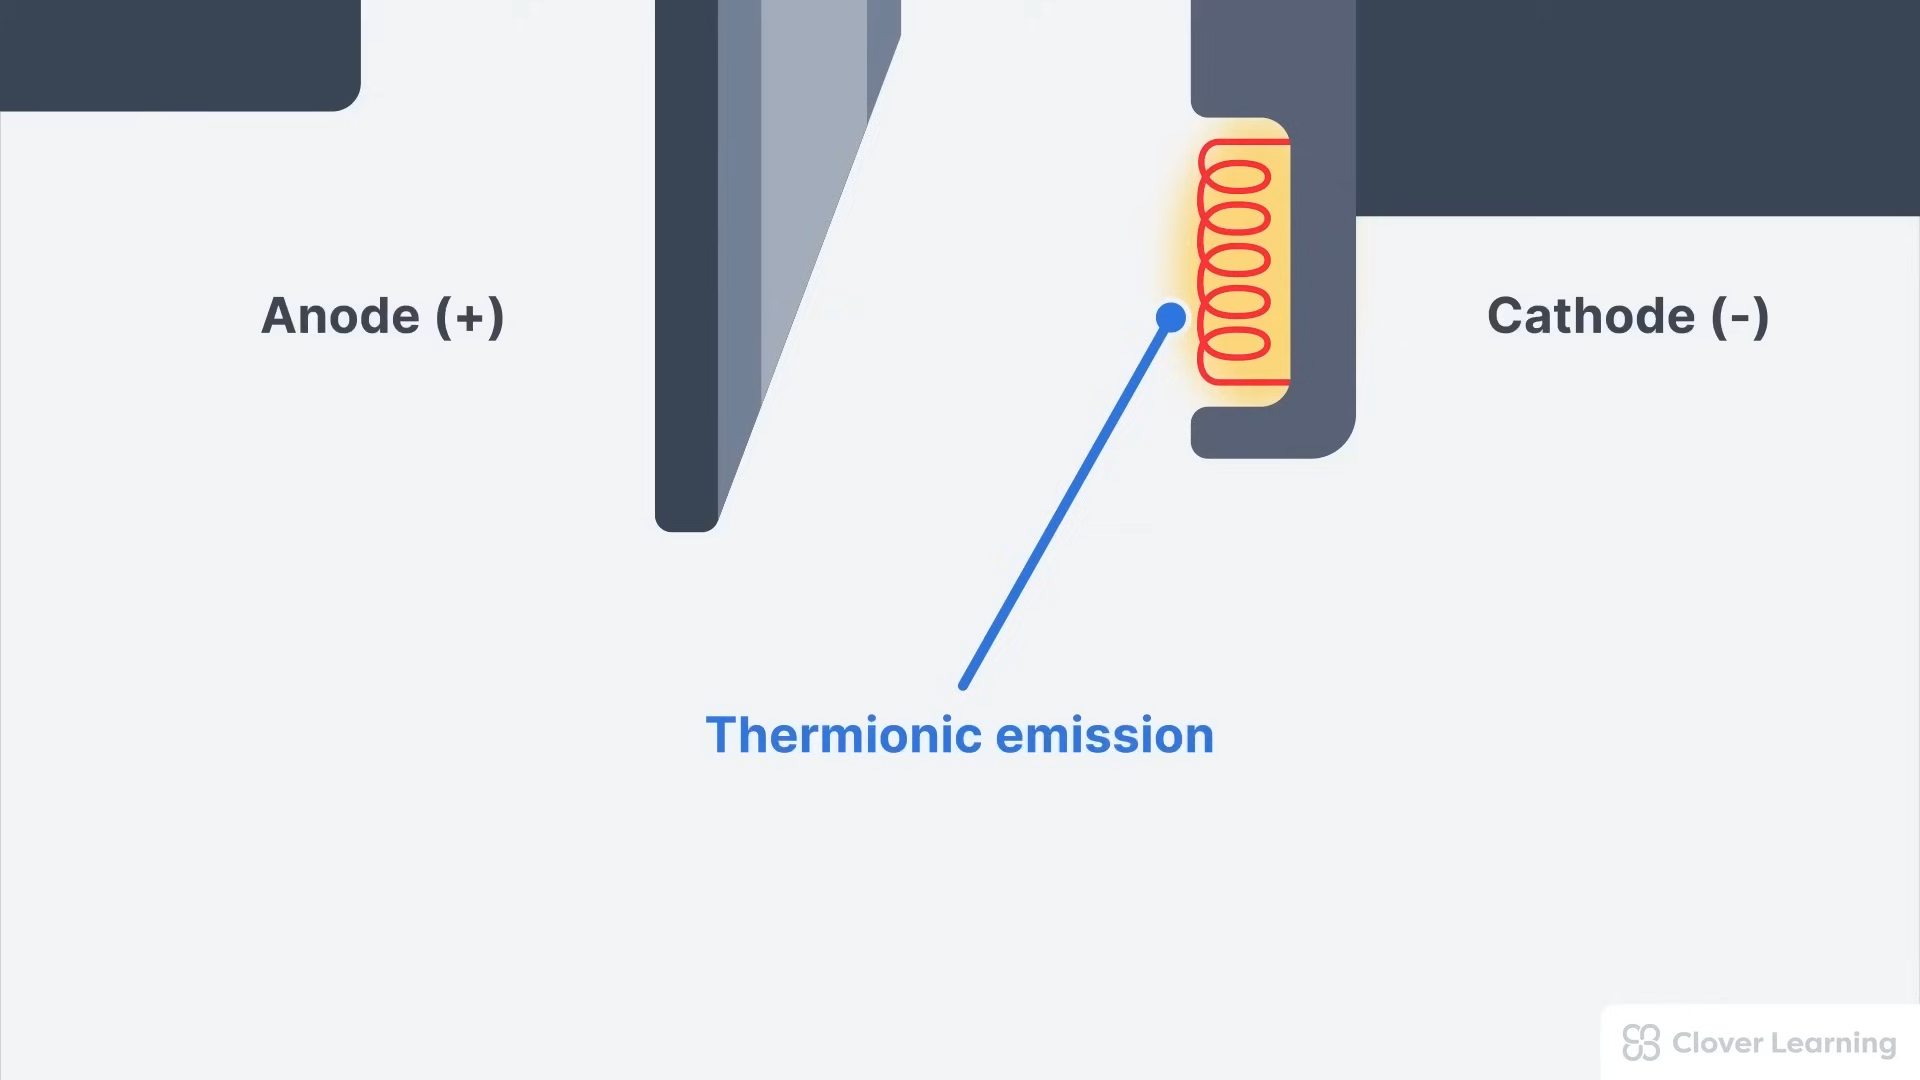 Anode (+)
Cathode (-)
Thermionic emission
Clover Learning